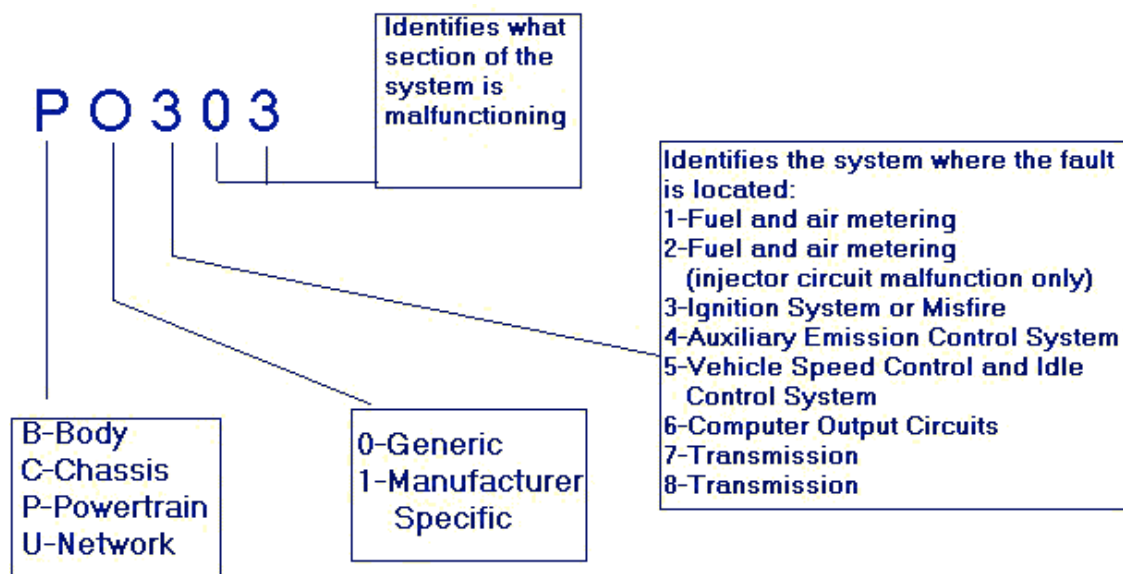 Identifies what
section of the
system is
malfunctioning
P O 3 0 3
Identifies the system where the fault
is located:
1-Fuel and air metering
2-Fuel and air metering
(injector circuit malfunction only)
3-Ignition System or Misfire
4-Auxiliary Emission Control System
5-Vehicle Speed Control and Idle
Control System
6-Computer Output Circuits
7-Transmission
8-Transmission
B-Body
C-Chassis
P-Powertrain
U-Network
0-Generic
1-Manufacturer
Specific